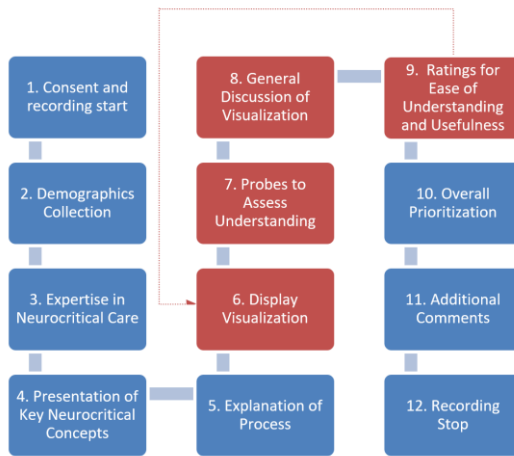 1. Consent and
recording start
2. Demographics
Collection
3. Expertise in
Neurocritical Care
4. Presentation of
Key Neurocritical
Concepts
5. Explanation of
Process
6. Display
Visualization
7. Probes to
Assess
Understanding
8. General
Discussion of
Visualization
9. Ratings for
Ease of
Understanding
and Usefulness
10. Overall
Prioritization
11. Additional
Comments
12. Recording
Stop